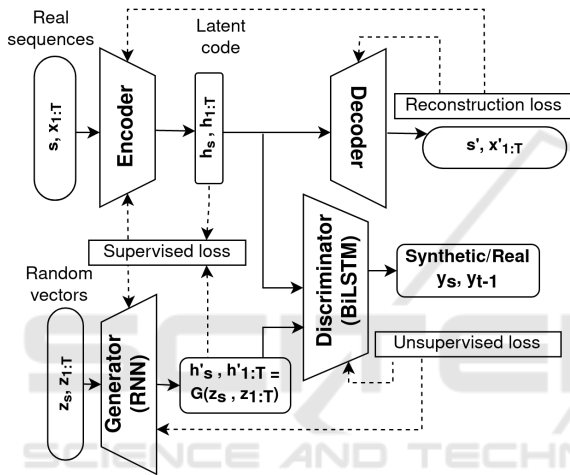 Real
sequences
Latent
code
s, x1:T
Encoder
hs , h1:T
Decoder
Reconstruction loss
s', x'1:T
Supervised loss
Discriminator
(BiLSTM)
Synthetic/Real
ys, yt-1
Random
vectors
Unsupervised loss
zs, z1:T
Generator
(RNN)
h's , h'1:T =
G(zs , z1:T)
SCITE
SCIENCE AND TECHN